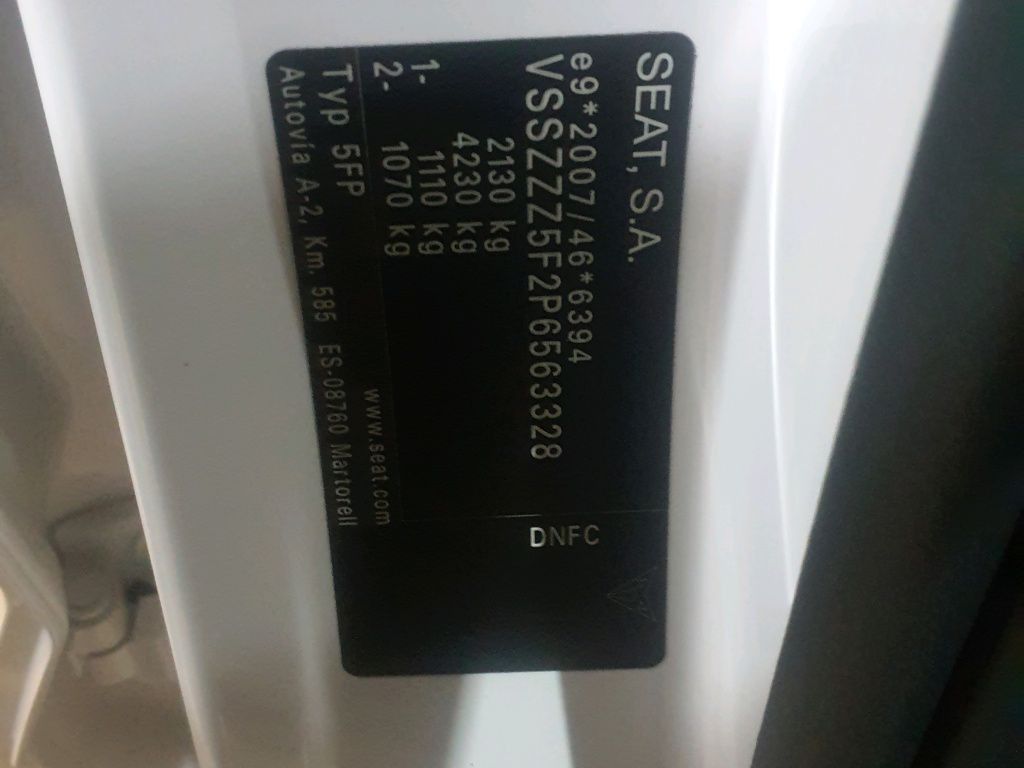 SEAT, S.A.
e9*2007/46*6394
VSSZZZ5F2P6563328
DNFC
2130 kg
4230 kg
1- 1110 kg
2- 1070 kg
Typ 5FP
www.seat.com
Autovía A-2, Km. 585 ES-08760 Martorell